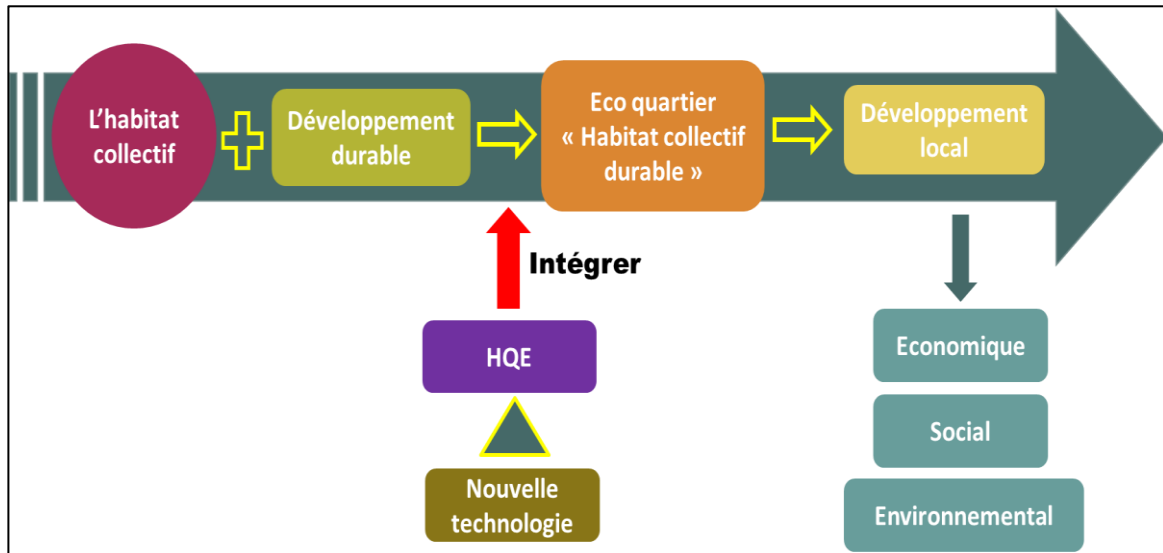 L'habitat
collectif
Développement
durable
Eco quartier
« Habitat collectif
durable »
Développement
local
Intégrer
HQE
Nouvelle
technologie
Economique
Social
Environnemental